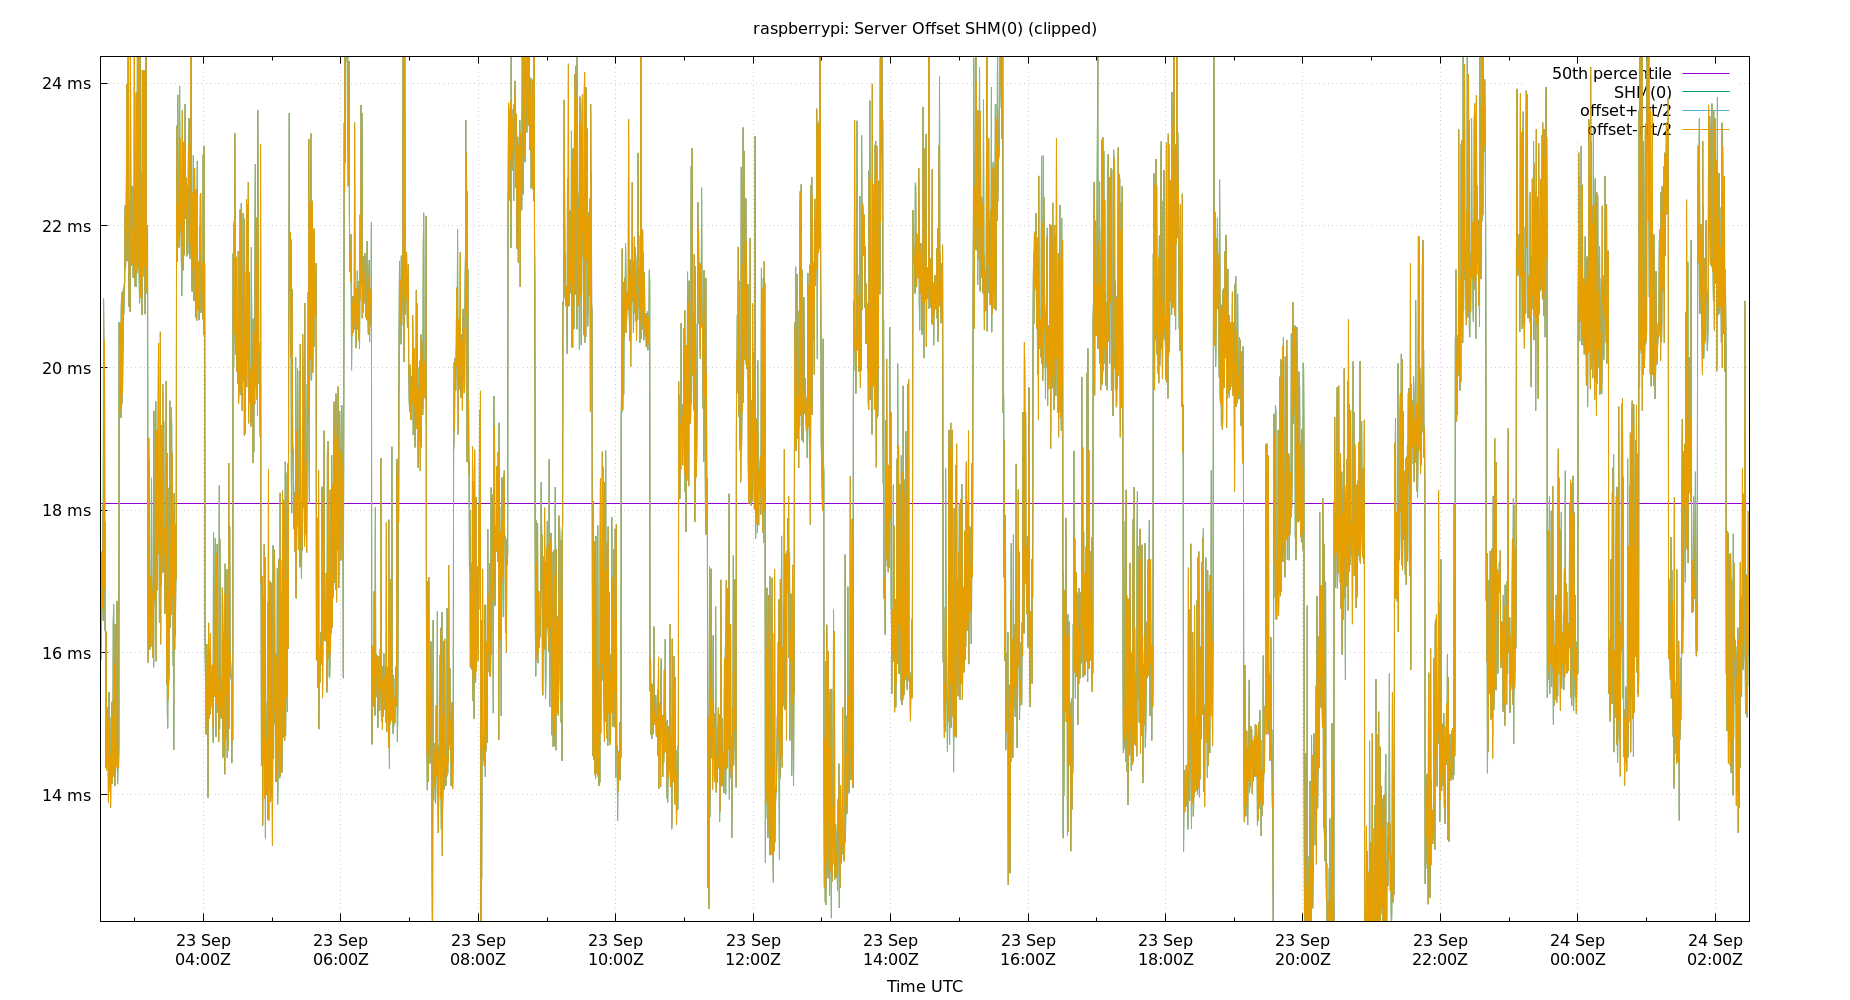 raspberrypi: Server Offset SHM(0) (clipped)
24 ms
22 ms
20 ms
18 ms
16 ms
14 ms
50th percentile
SHM(0)
offset+rtt/2
offset-rtt/2
23 Sep 23 Sep 23 Sep 23 Sep 23 Sep 23 Sep 23 Sep 23 Sep 23 Sep 23 Sep 24 Sep 24 Sep
04:00Z 06:00Z 08:00Z 10:00Z 12:00Z 14:00Z 16:00Z 18:00Z 20:00Z 22:00Z 00:00Z 02:00Z
Time UTC